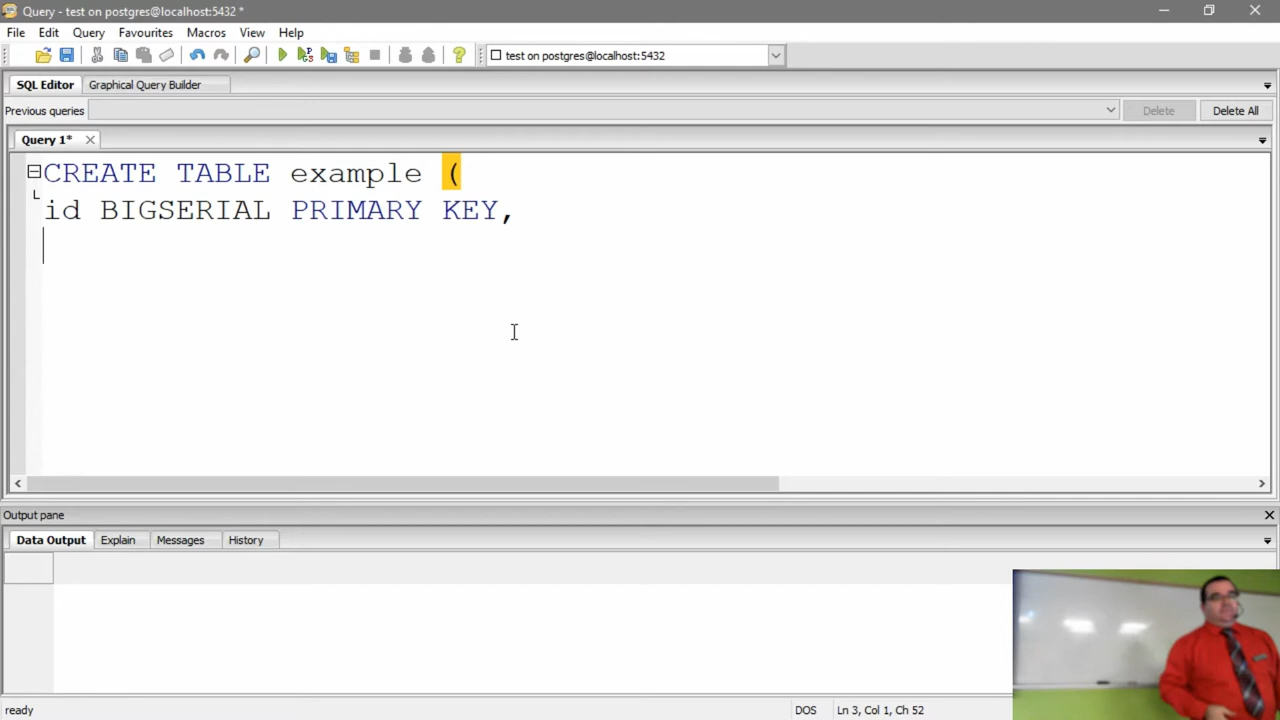 Query - test on postgres@localhost:5432 *
File Edit Query Favourites Macros View Help
test on postgres@localhost:5432
SQL Editor Graphical Query Builder
Previous queries Delete Delete All
Query 1*
CREATE TABLE example (
id BIGSERIAL PRIMARY KEY,
Output pane
Data Output Explain Messages History
ready DOS Ln 3, Col 1, Ch 52